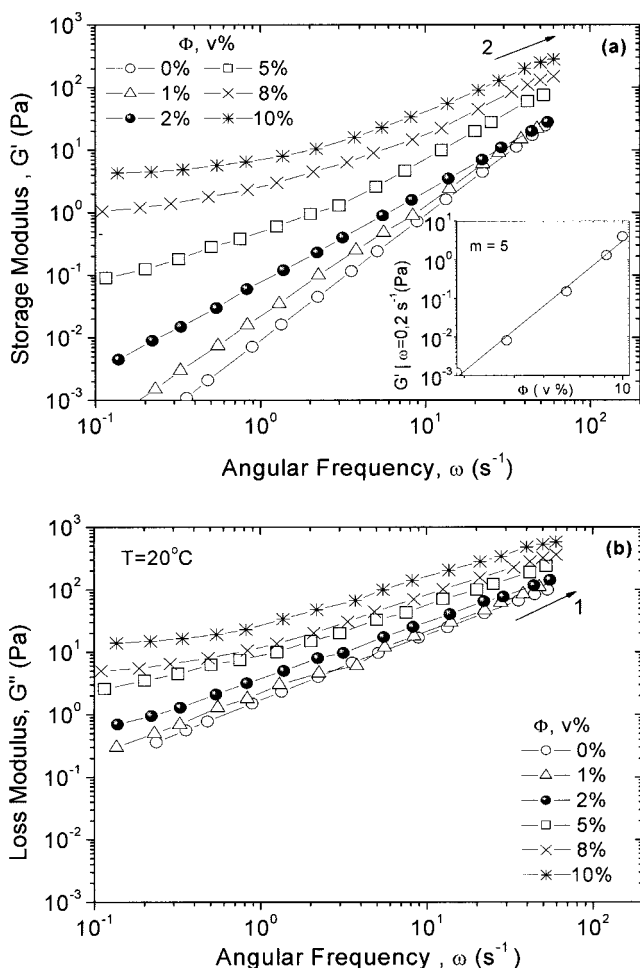 (a)
2
Φ, v%
0% 5%
1% 8%
2% 10%
10³
10²
10¹
10⁰
10⁻¹
10⁻²
10⁻³
Storage Modulus , G' (Pa)
m = 5
10¹
10⁰
10⁻¹
10⁻²
10⁻³
G' | ω=0,2 s⁻¹(Pa)
10
Φ ( v %)
10⁻¹ 10⁰ 10¹ 10²
Angular Frequency, ω (s⁻¹)
T=20°C
(b)
1
10³
10²
10¹
10⁰
10⁻¹
10⁻²
10⁻³
Loss Modulus, G'' (Pa)
Φ, v%
0%
1%
2%
5%
8%
10%
10⁻¹ 10⁰ 10¹ 10²
Angular Frequency, ω (s⁻¹)